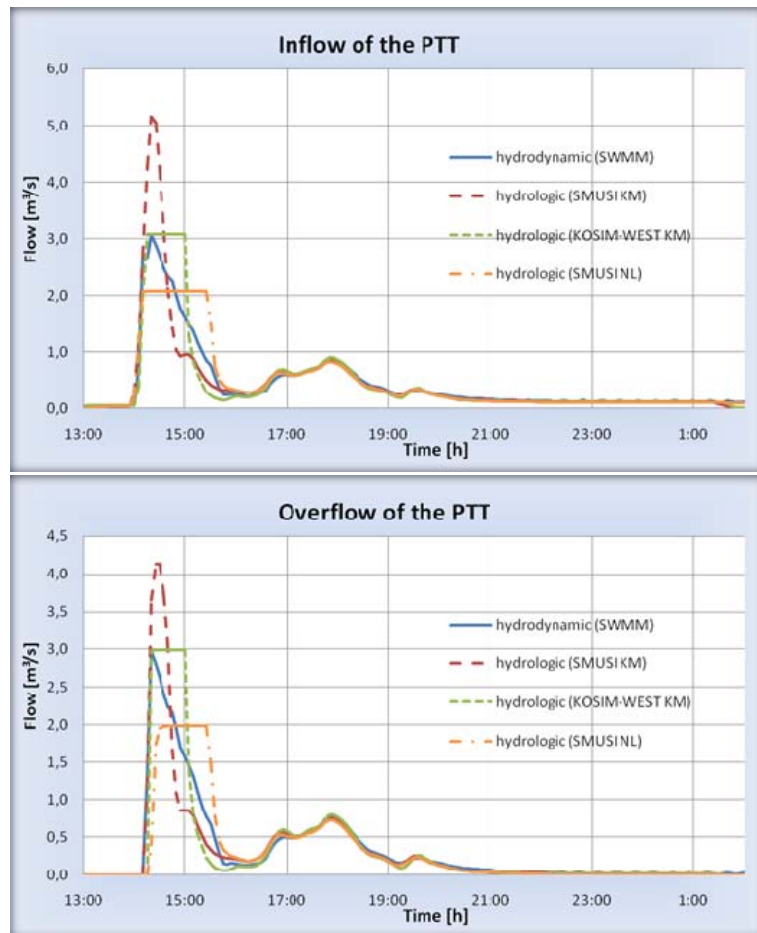 Inflow of the PTT
6,0
5,0
4,0
3,0
2,0
1,0
0,0
Flow [m³/s]
hydrodynamic (SWMM)
hydrologic (SMUSI KM)
hydrologic (KOSIM-WEST KM)
hydrologic (SMUSI NL)
13:00 15:00 17:00 19:00 21:00 23:00 1:00
Time [h]
Overflow of the PTT
4,5
4,0
3,5
3,0
2,5
2,0
1,5
1,0
0,5
0,0
Flow [m³/s]
hydrodynamic (SWMM)
hydrologic (SMUSI KM)
hydrologic (KOSIM-WEST KM)
hydrologic (SMUSI NL)
13:00 15:00 17:00 19:00 21:00 23:00 1:00
Time [h]